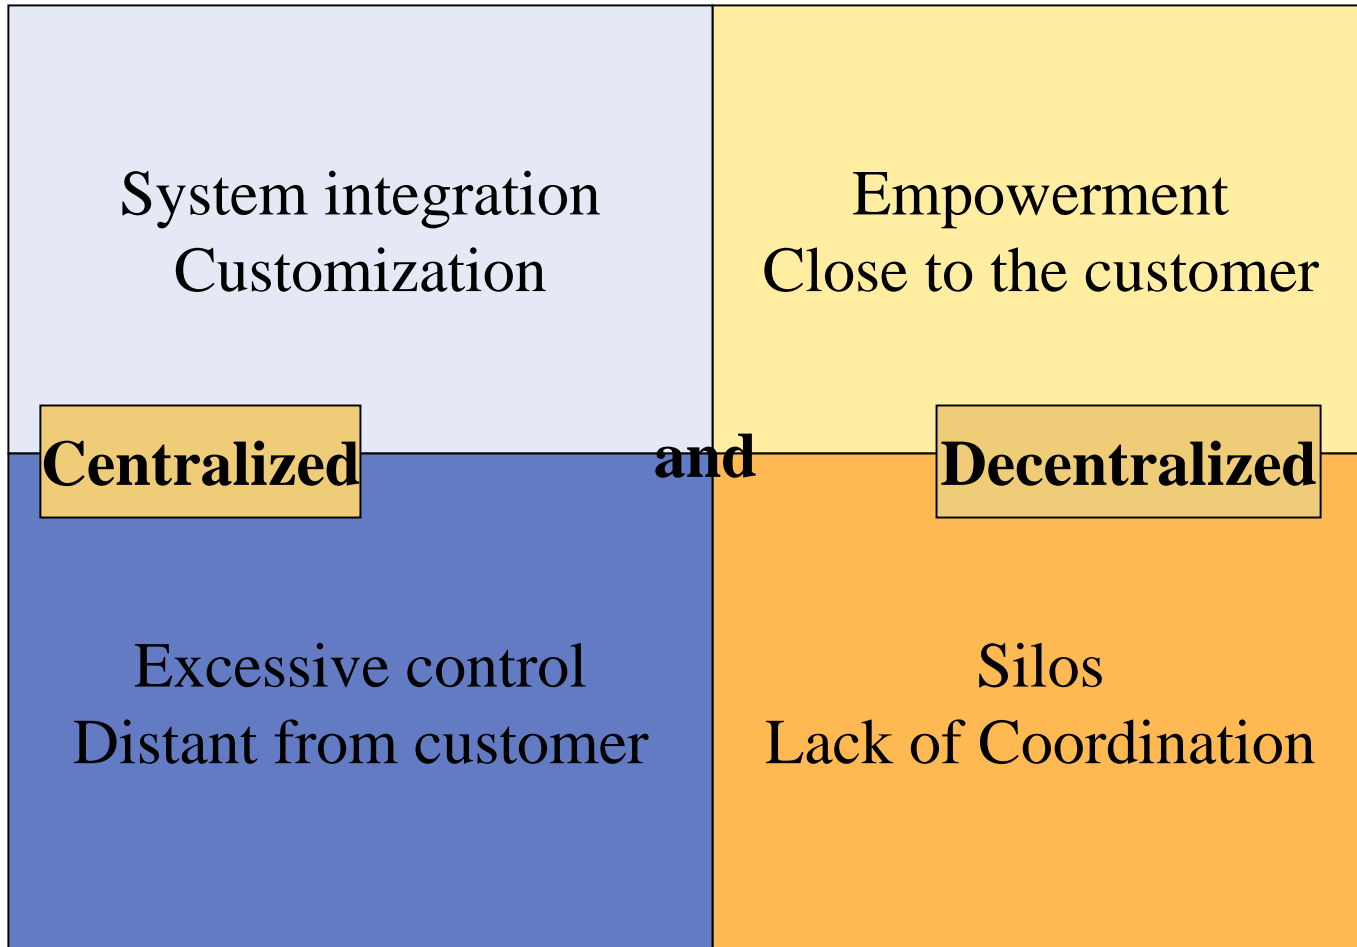 System integration
Customization
Empowerment
Close to the customer
Centralized
and
Decentralized
Excessive control
Distant from customer
Silos
Lack of Coordination